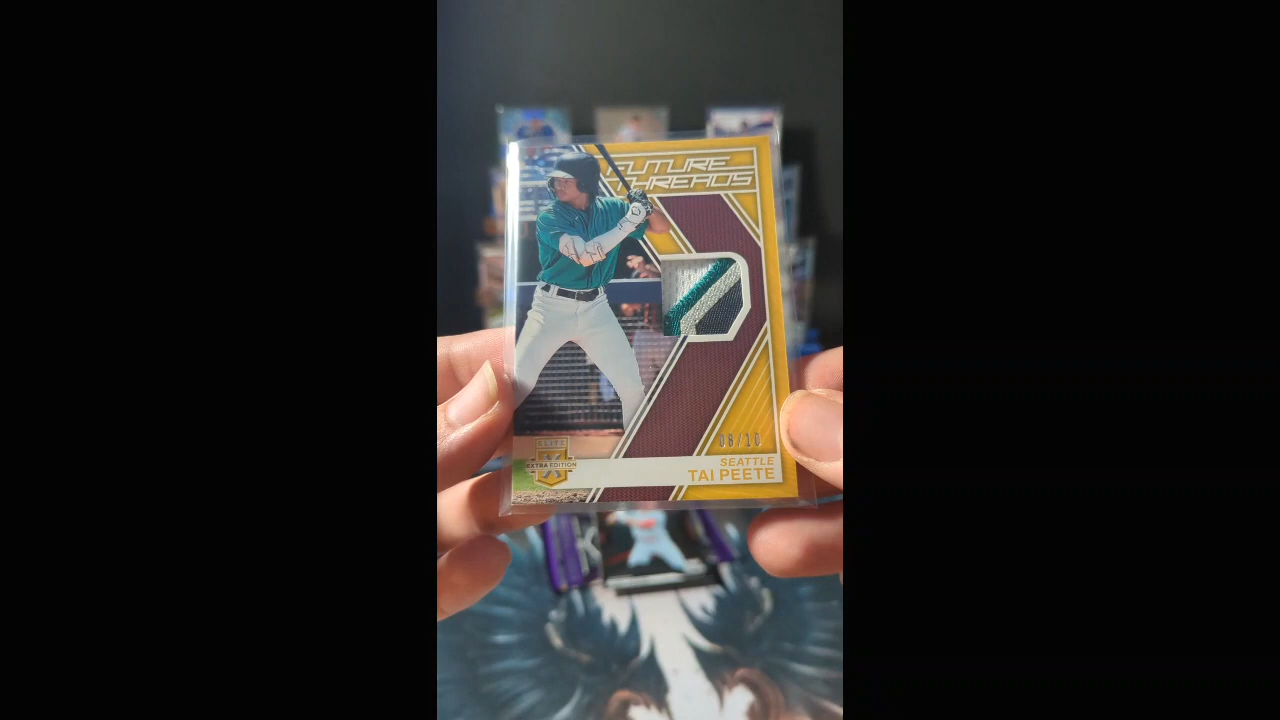 FUTURE
THREADS
08/10
ELITE
EXTRA EDITION
SEATTLE
TAI PEETE